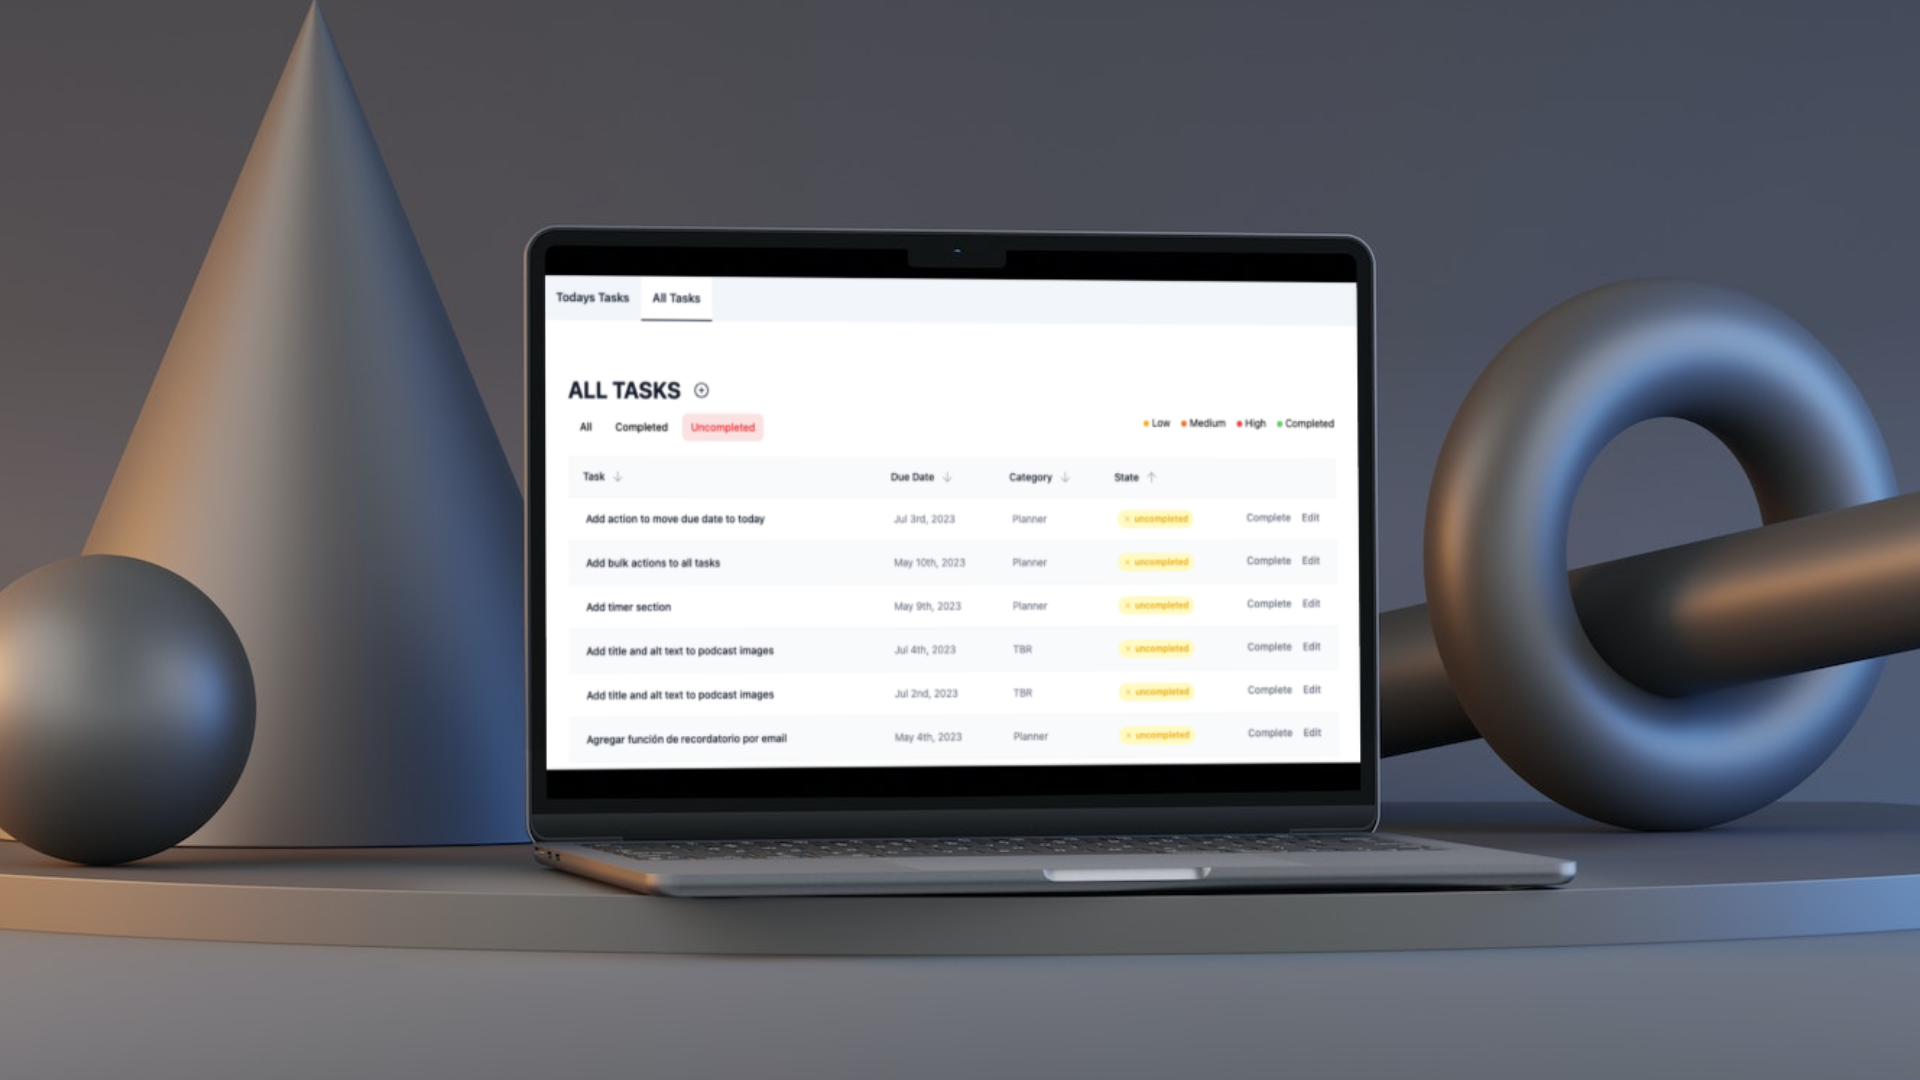 Todays Tasks All Tasks
ALL TASKS
All Completed Uncompleted
Low Medium High Completed
Task Due Date Category State
Add action to move due date to today Jul 3rd, 2023 Planner uncompleted Complete Edit
Add bulk actions to all tasks May 10th, 2023 Planner uncompleted Complete Edit
Add timer section May 9th, 2023 Planner uncompleted Complete Edit
Add title and alt text to podcast images Jul 4th, 2023 TBR uncompleted Complete Edit
Add title and alt text to podcast images Jul 2nd, 2023 TBR uncompleted Complete Edit
Agregar función de recordatorio por email May 4th, 2023 Planner uncompleted Complete Edit